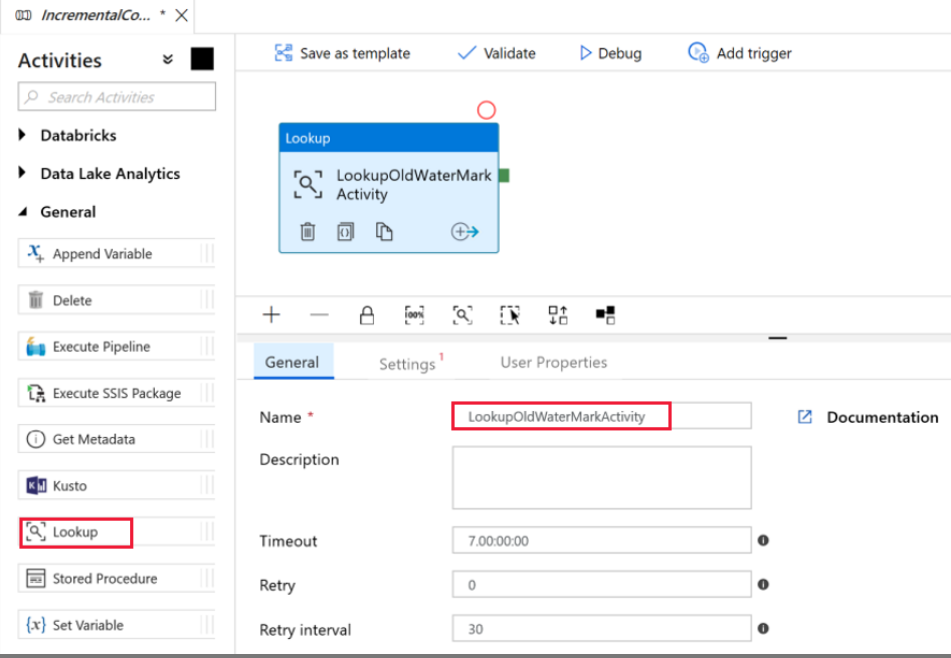 IncrementalCo... *
Activities
Save as template
Validate
Debug
Add trigger
Search Activities
Databricks
Data Lake Analytics
General
Append Variable
Delete
Execute Pipeline
Execute SSIS Package
Get Metadata
Kusto
Lookup
Stored Procedure
{x} Set Variable
Lookup
LookupOldWaterMark
Activity
100%
General
Settings 1
User Properties
Name *
LookupOldWaterMarkActivity
Documentation
Description
Timeout
7.00:00:00
Retry
0
Retry interval
30